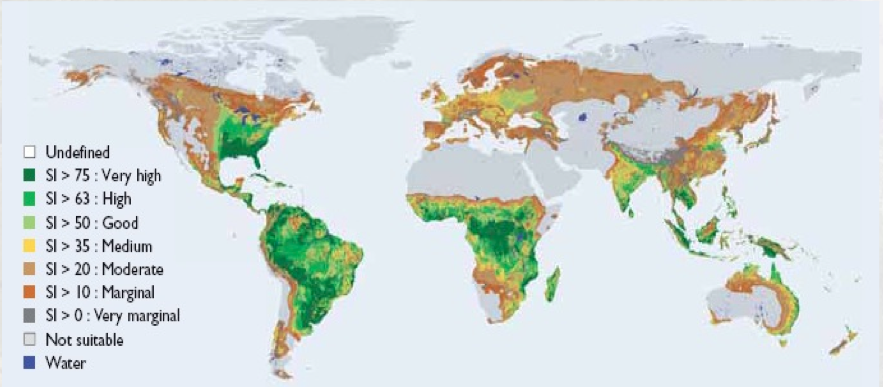 Undefined
SI > 75 : Very high
SI > 63 : High
SI > 50 : Good
SI > 35 : Medium
SI > 20 : Moderate
SI > 10 : Marginal
SI > 0 : Very marginal
Not suitable
Water